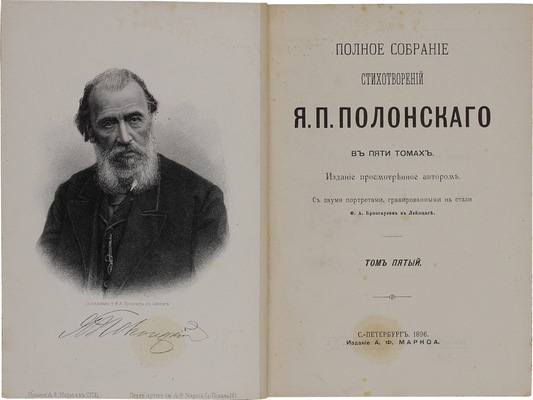 Я. П. Полонский
ПОЛНОЕ СОБРАНІЕ
СТИХОТВОРЕНІЙ
Я. П. ПОЛОНСКАГО
ВЪ ПЯТИ ТОМАХЪ.
Изданіе просмотрѣнное авторомъ.
Съ двумя портретами, гравированными на стали
Ф. А. Брокгаузомъ въ Лейпцигѣ.
ТОМЪ ПЯТЫЙ.
С.-ПЕТЕРБУРГЪ, 1896.
Изданіе А. Ф. МАРКСА.